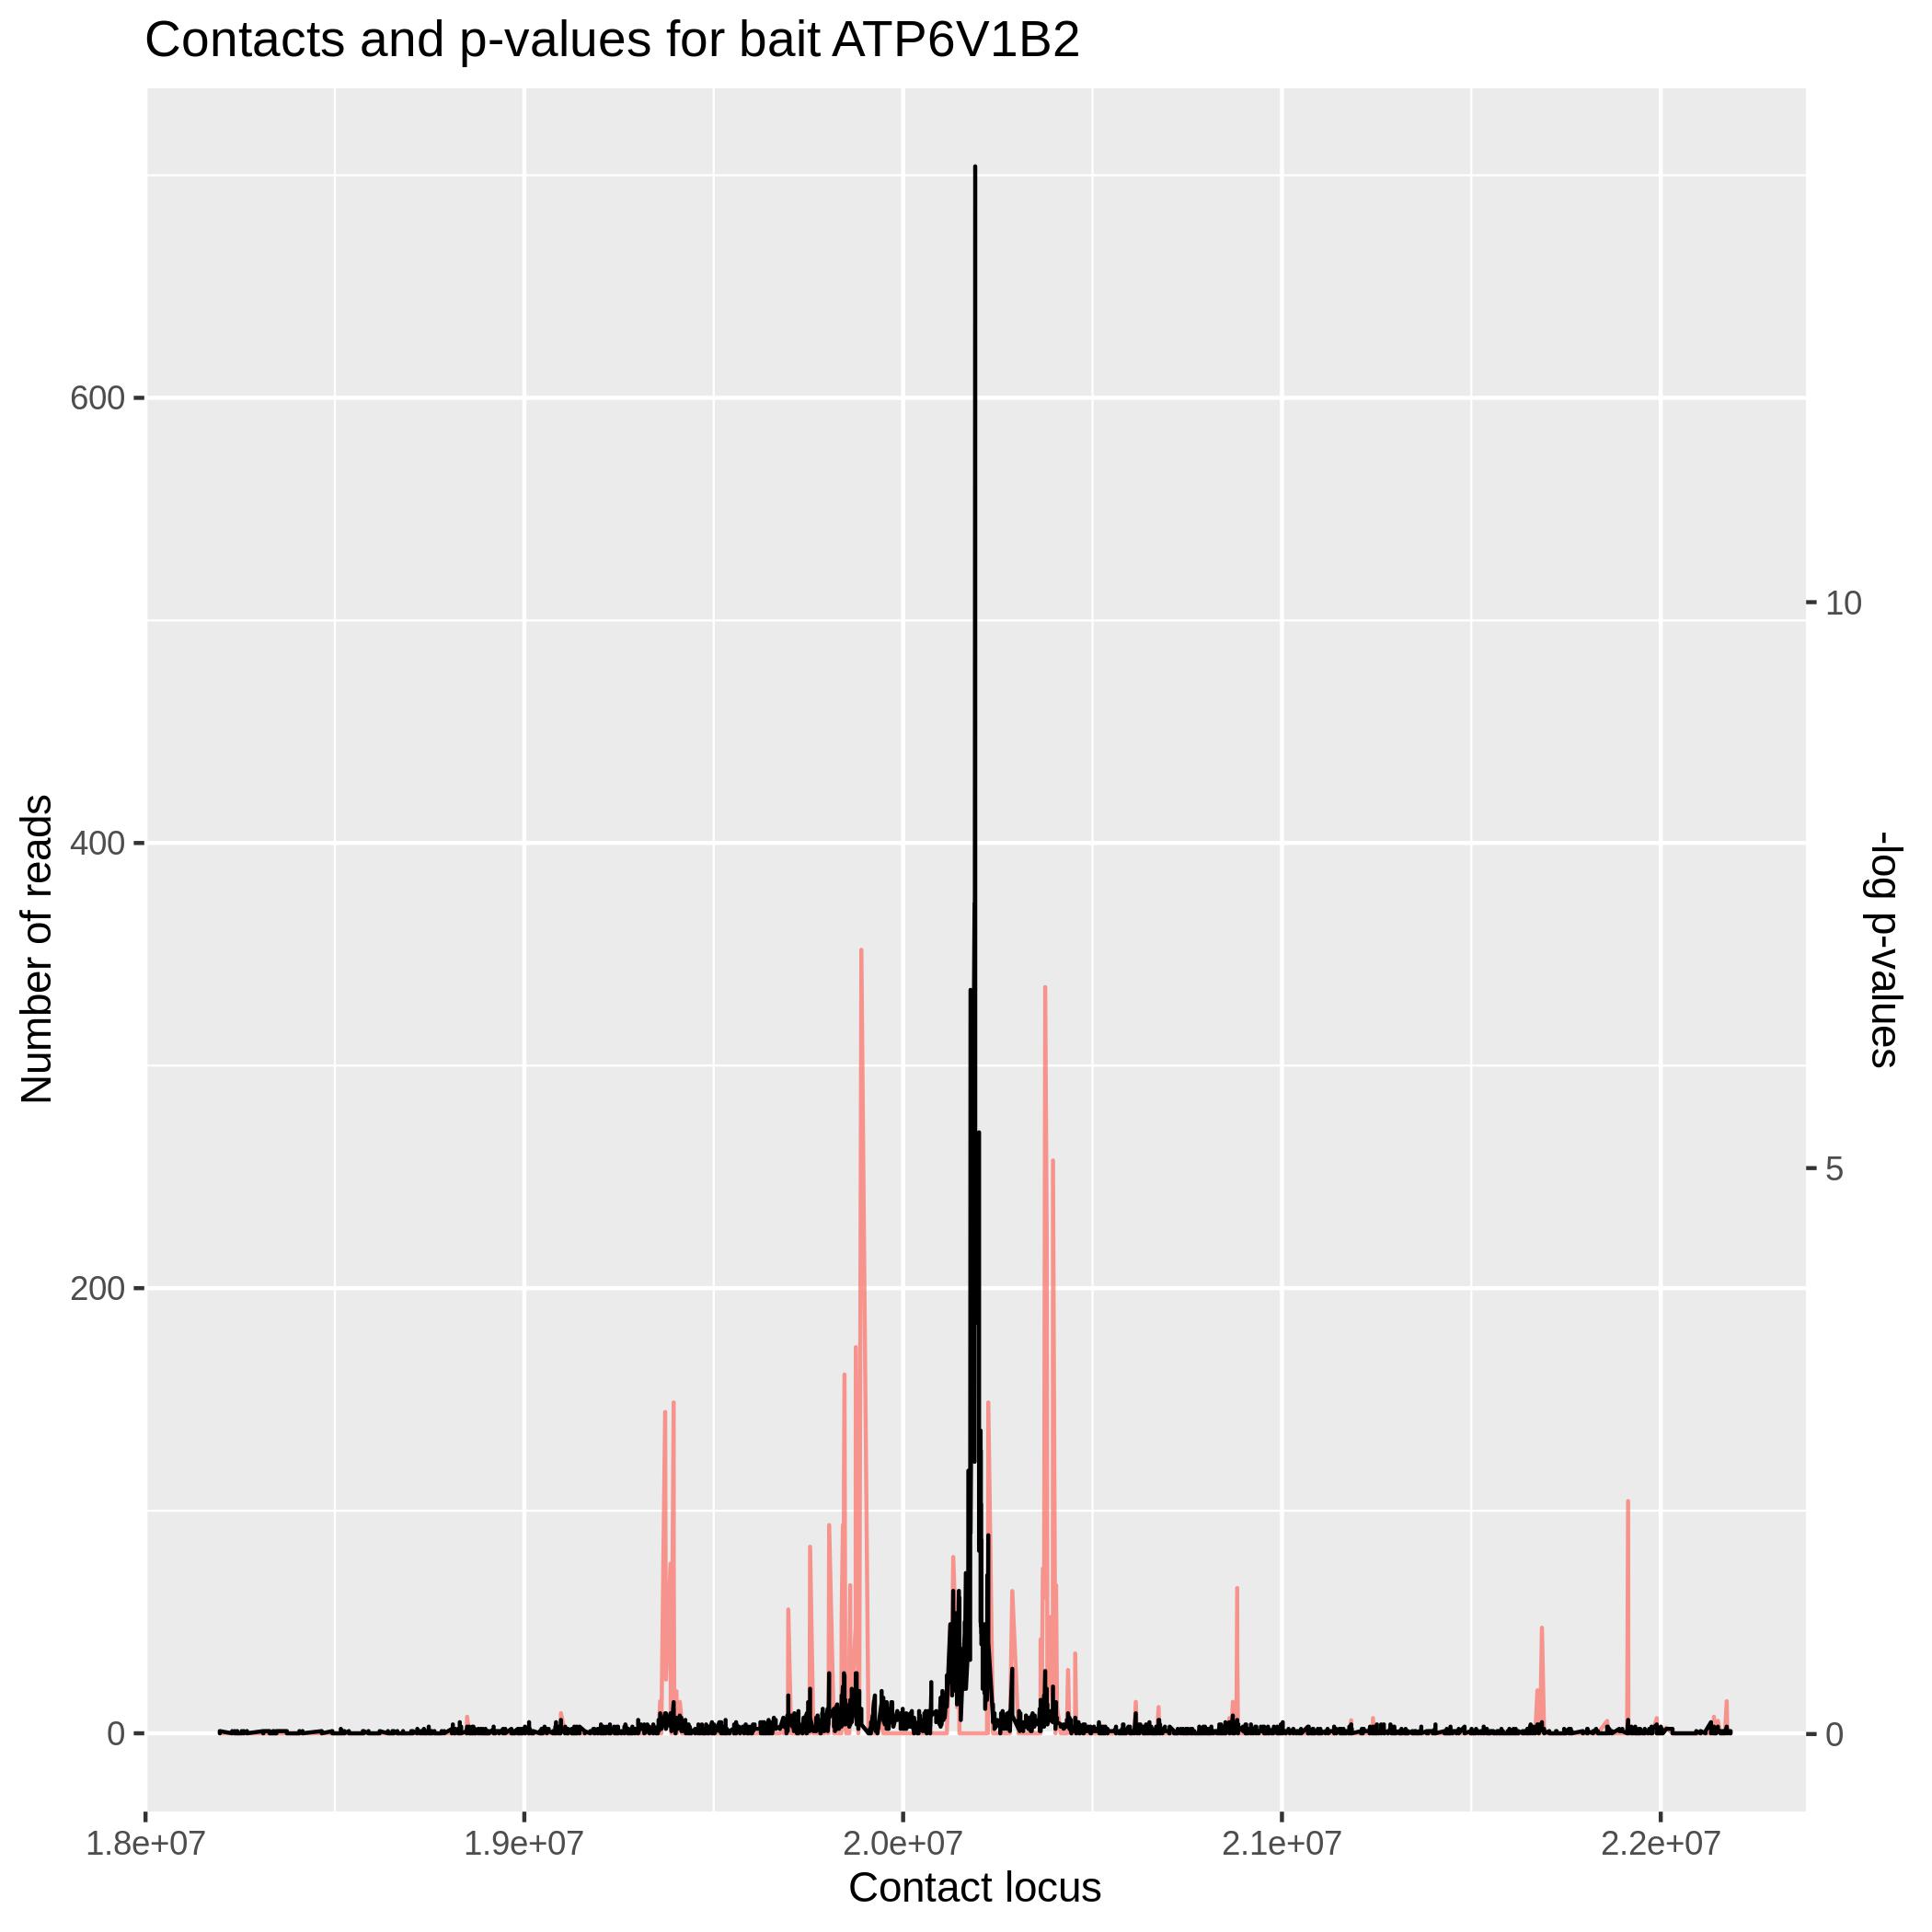 Contacts and p-values for bait ATP6V1B2
Number of reads
600
400
200
0
10
5
0
-log p-values
1.8e+07
1.9e+07
2.0e+07
2.1e+07
2.2e+07
Contact locus